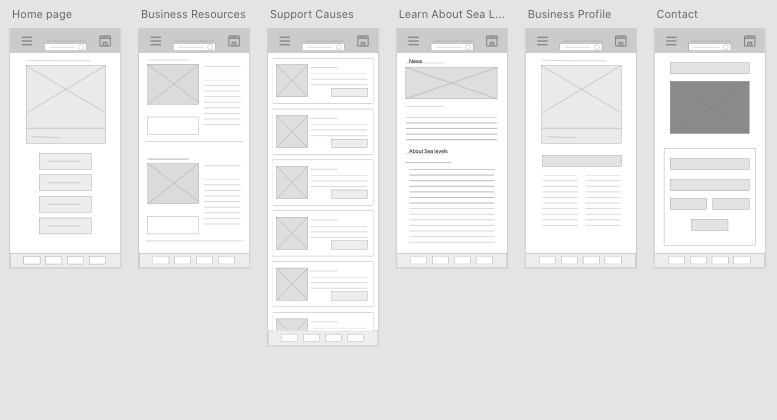 Home page
Business Resources
Support Causes
Learn About Sea L...
Business Profile
Contact
News
About Sea levels